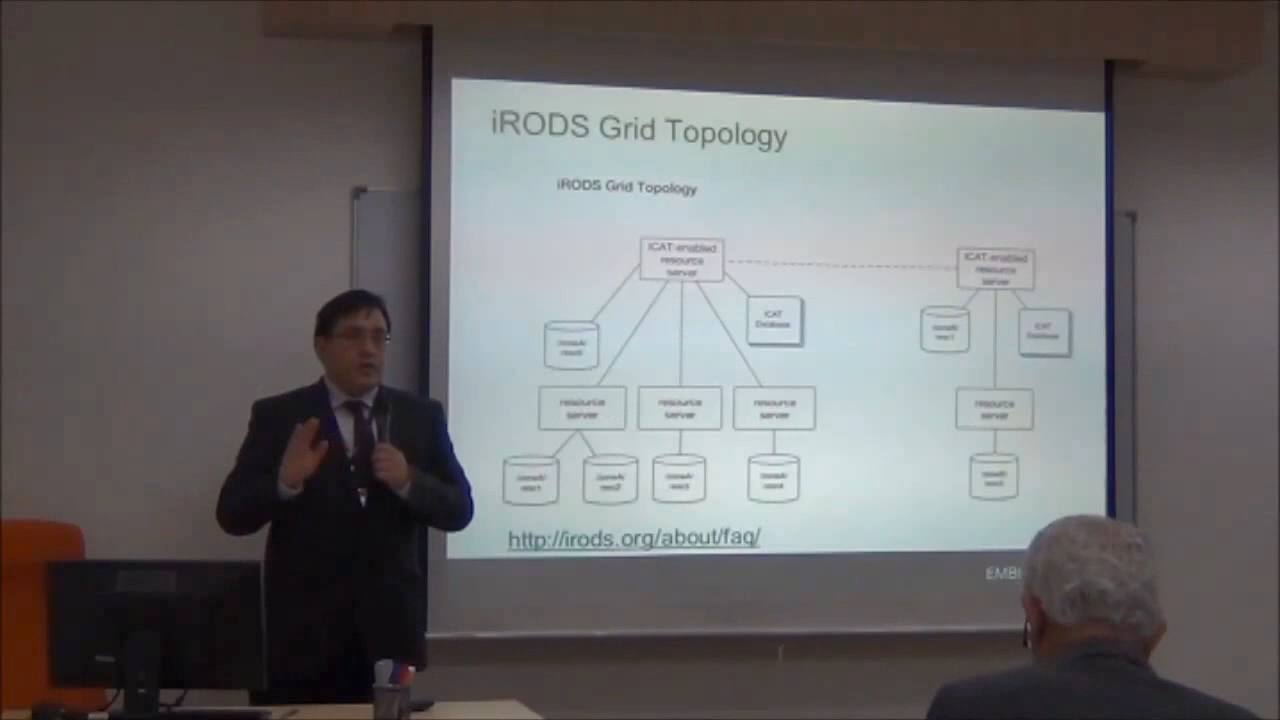 iRODS Grid Topology
iRODS Grid Topology
iCAT-enabled
resource
server
iCAT-enabled
resource
server
ICAT
Database
ICAT
Database
resource
server
resource
server
resource
server
resource
server
http://irods.org/about/faq/